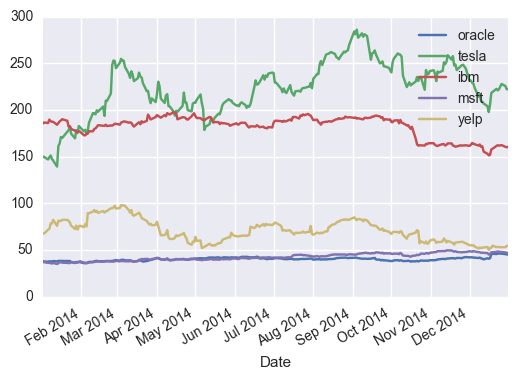 300
250
200
150
100
50
0
oracle
tesla
ibm
msft
yelp
Feb 2014
Mar 2014
Apr 2014
May 2014
Jun 2014
Jul 2014
Aug 2014
Sep 2014
Oct 2014
Nov 2014
Dec 2014
Date